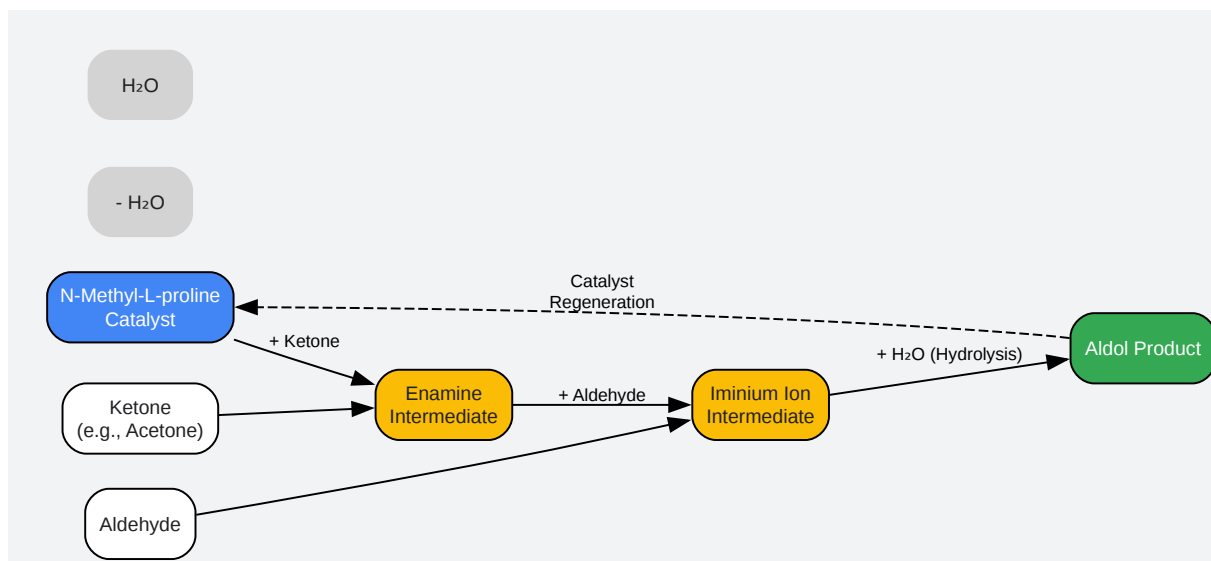 H₂O
- H₂O
N-Methyl-L-proline
Catalyst
Catalyst
Regeneration
+ Ketone
+ H₂O (Hydrolysis)
Aldol Product
Ketone
(e.g., Acetone)
Enamine
Intermediate
+ Aldehyde
Iminium Ion
Intermediate
Aldehyde